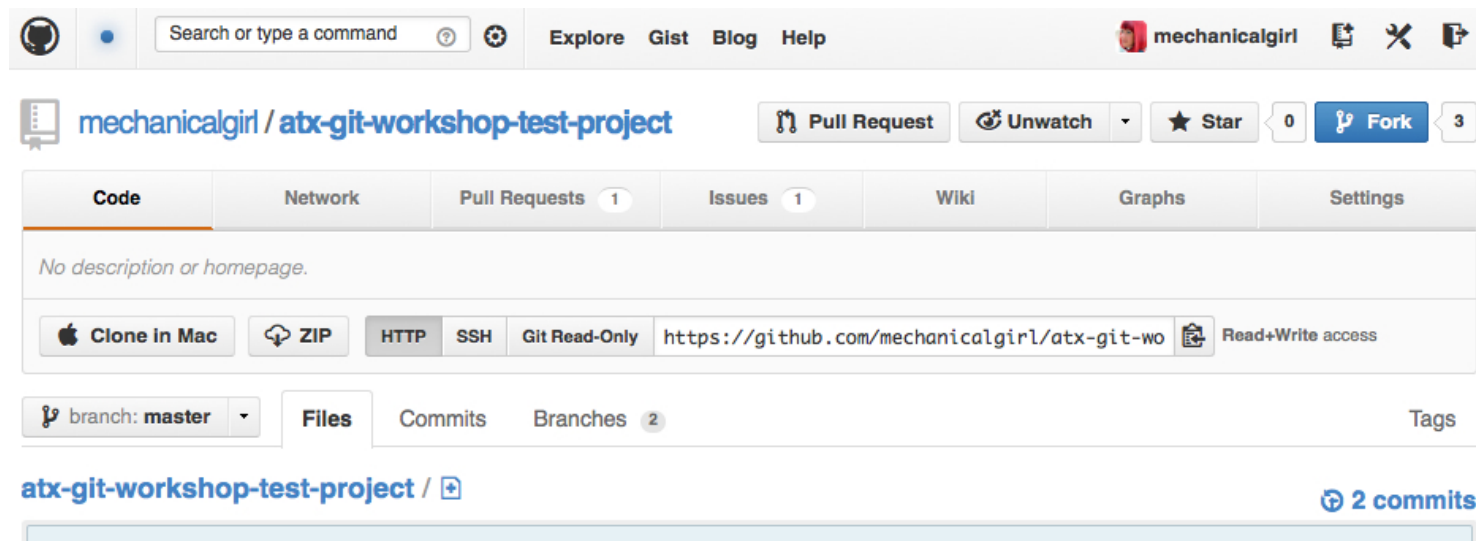 Search or type a command Explore Gist Blog Help mechanicalgirl
mechanicalgirl / atx-git-workshop-test-project Pull Request Unwatch Star 0 Fork 3
Code Network Pull Requests 1 Issues 1 Wiki Graphs Settings
No description or homepage.
Clone in Mac ZIP HTTP SSH Git Read-Only https://github.com/mechanicalgirl/atx-git-wo Read+Write access
branch: master Files Commits Branches 2 Tags
atx-git-workshop-test-project /
2 commits